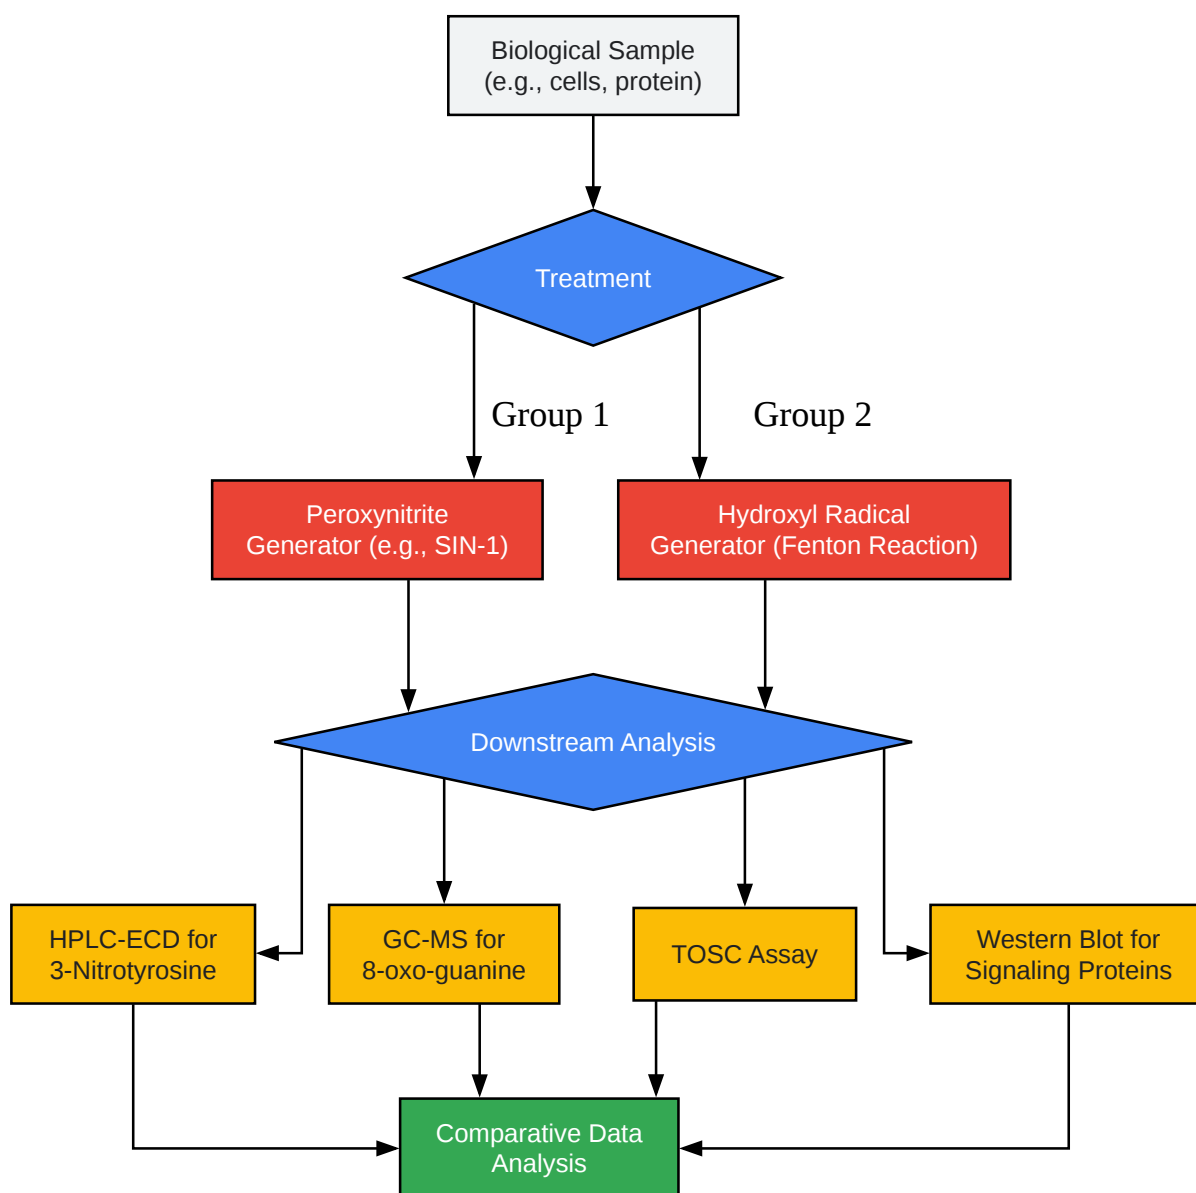 Biological Sample
(e.g., cells, protein)
Treatment
Group 1
Group 2
Peroxynitrite
Generator (e.g., SIN-1)
Hydroxyl Radical
Generator (Fenton Reaction)
Downstream Analysis
HPLC-ECD for
3-Nitrotyrosine
GC-MS for
8-oxo-guanine
TOSC Assay
Western Blot for
Signaling Proteins
Comparative Data
Analysis